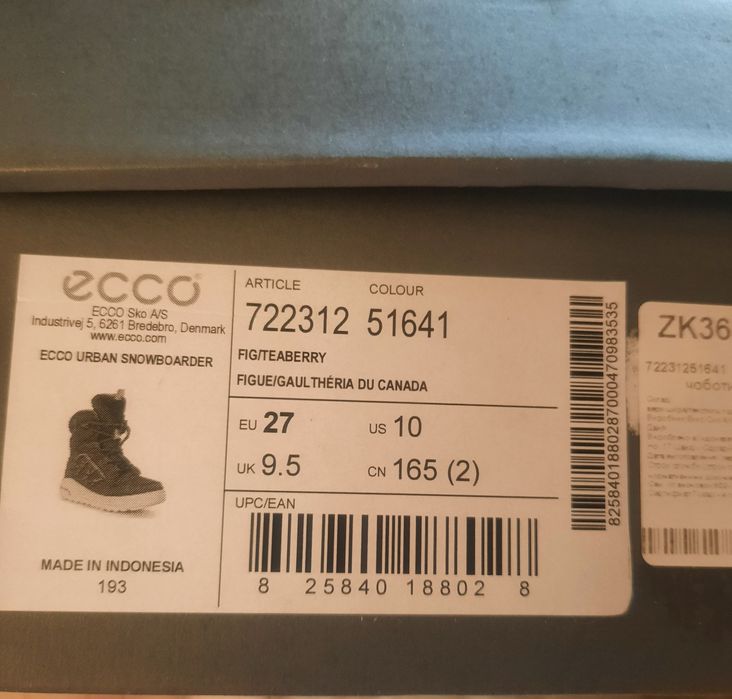 ecco
ECCO Sko A/S
Industrivej 5, 6261 Bredebro, Denmark
www.ecco.com
ECCO URBAN SNOWBOARDER
MADE IN INDONESIA
193
ARTICLE COLOUR
722312 51641
FIG/TEABERRY
FIGUE/GAULTHÉRIA DU CANADA
EU 27 US 10
UK 9.5 CN 165 (2)
UPC/EAN
8 25840 18802 8
8258401880287000470983535
ZK36
72231251641
чоботи